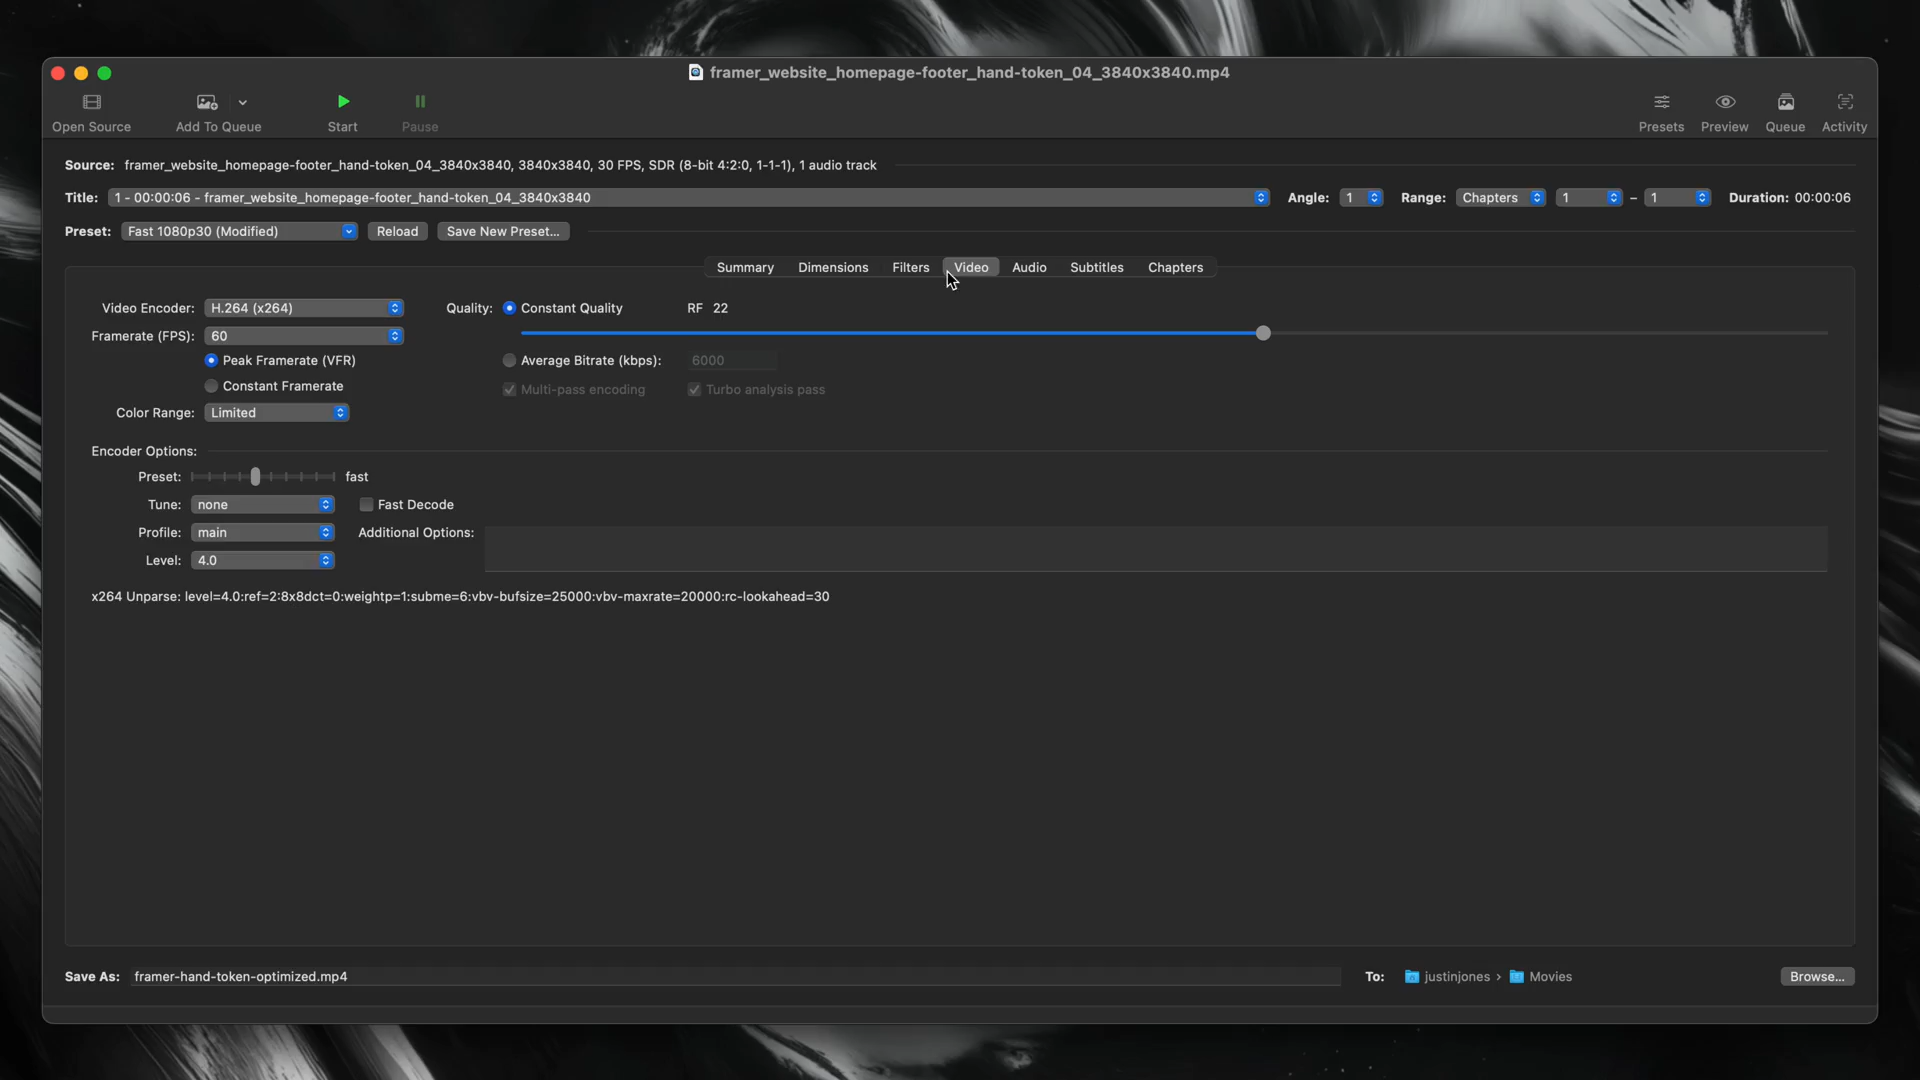 framer_website_homepage-footer_hand-token_04_3840x3840.mp4
Open Source Add To Queue Start Pause Presets Preview Queue Activity
Source: framer_website_homepage-footer_hand-token_04_3840x3840, 3840x3840, 30 FPS, SDR (8-bit 4:2:0, 1-1-1), 1 audio track
Title: 1 - 00:00:06 - framer_website_homepage-footer_hand-token_04_3840x3840 Angle: 1 Range: Chapters 1 – 1 Duration: 00:00:06
Preset: Fast 1080p30 (Modified) Reload Save New Preset...
Summary Dimensions Filters Video Audio Subtitles Chapters
Video Encoder: H.264 (x264) Quality: Constant Quality RF 22
Framerate (FPS): 60
Peak Framerate (VFR) Average Bitrate (kbps): 6000
Constant Framerate Multi-pass encoding Turbo analysis pass
Color Range: Limited
Encoder Options:
Preset: fast
Tune: none Fast Decode
Profile: main Additional Options:
Level: 4.0
x264 Unparse: level=4.0:ref=2:8x8dct=0:weightp=1:subme=6:vbv-bufsize=25000:vbv-maxrate=20000:rc-lookahead=30
Save As: framer-hand-token-optimized.mp4 To: justinjones › Movies Browse...